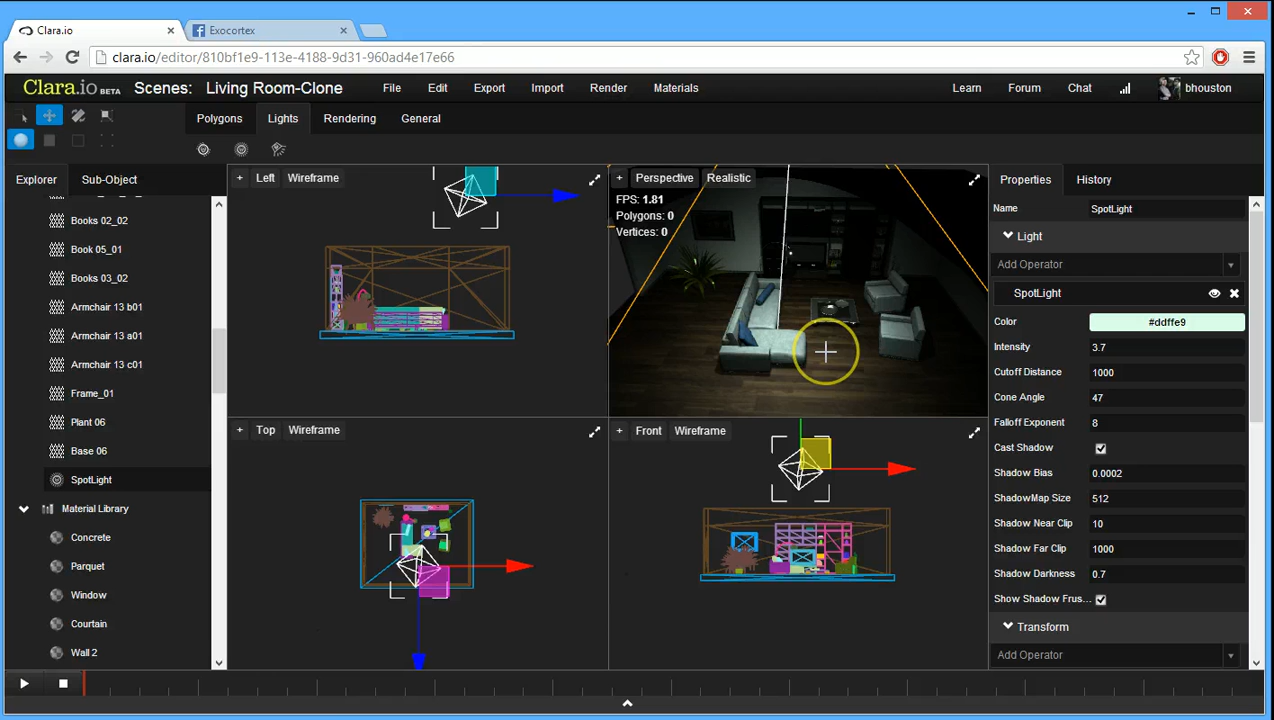 Clara.io
Exocortex
clara.io/editor/810bf1e9-113e-4188-9d31-960ad4e17e66
Clara.io BETA Scenes: Living Room-Clone File Edit Export Import Render Materials Learn Forum Chat bhouston
Polygons Lights Rendering General
Explorer Sub-Object
Books 02_02
Book 05_01
Books 03_02
Armchair 13 b01
Armchair 13 a01
Armchair 13 c01
Frame_01
Plant 06
Base 06
SpotLight
Material Library
Concrete
Parquet
Window
Courtain
Wall 2
+ Left Wireframe
+ Perspective Realistic
FPS: 1.81
Polygons: 0
Vertices: 0
+ Top Wireframe
+ Front Wireframe
Properties History
Name SpotLight
Light
Add Operator
SpotLight
Color #ddffe9
Intensity 3.7
Cutoff Distance 1000
Cone Angle 47
Falloff Exponent 8
Cast Shadow
Shadow Bias 0.0002
ShadowMap Size 512
Shadow Near Clip 10
Shadow Far Clip 1000
Shadow Darkness 0.7
Show Shadow Frus...
Transform
Add Operator